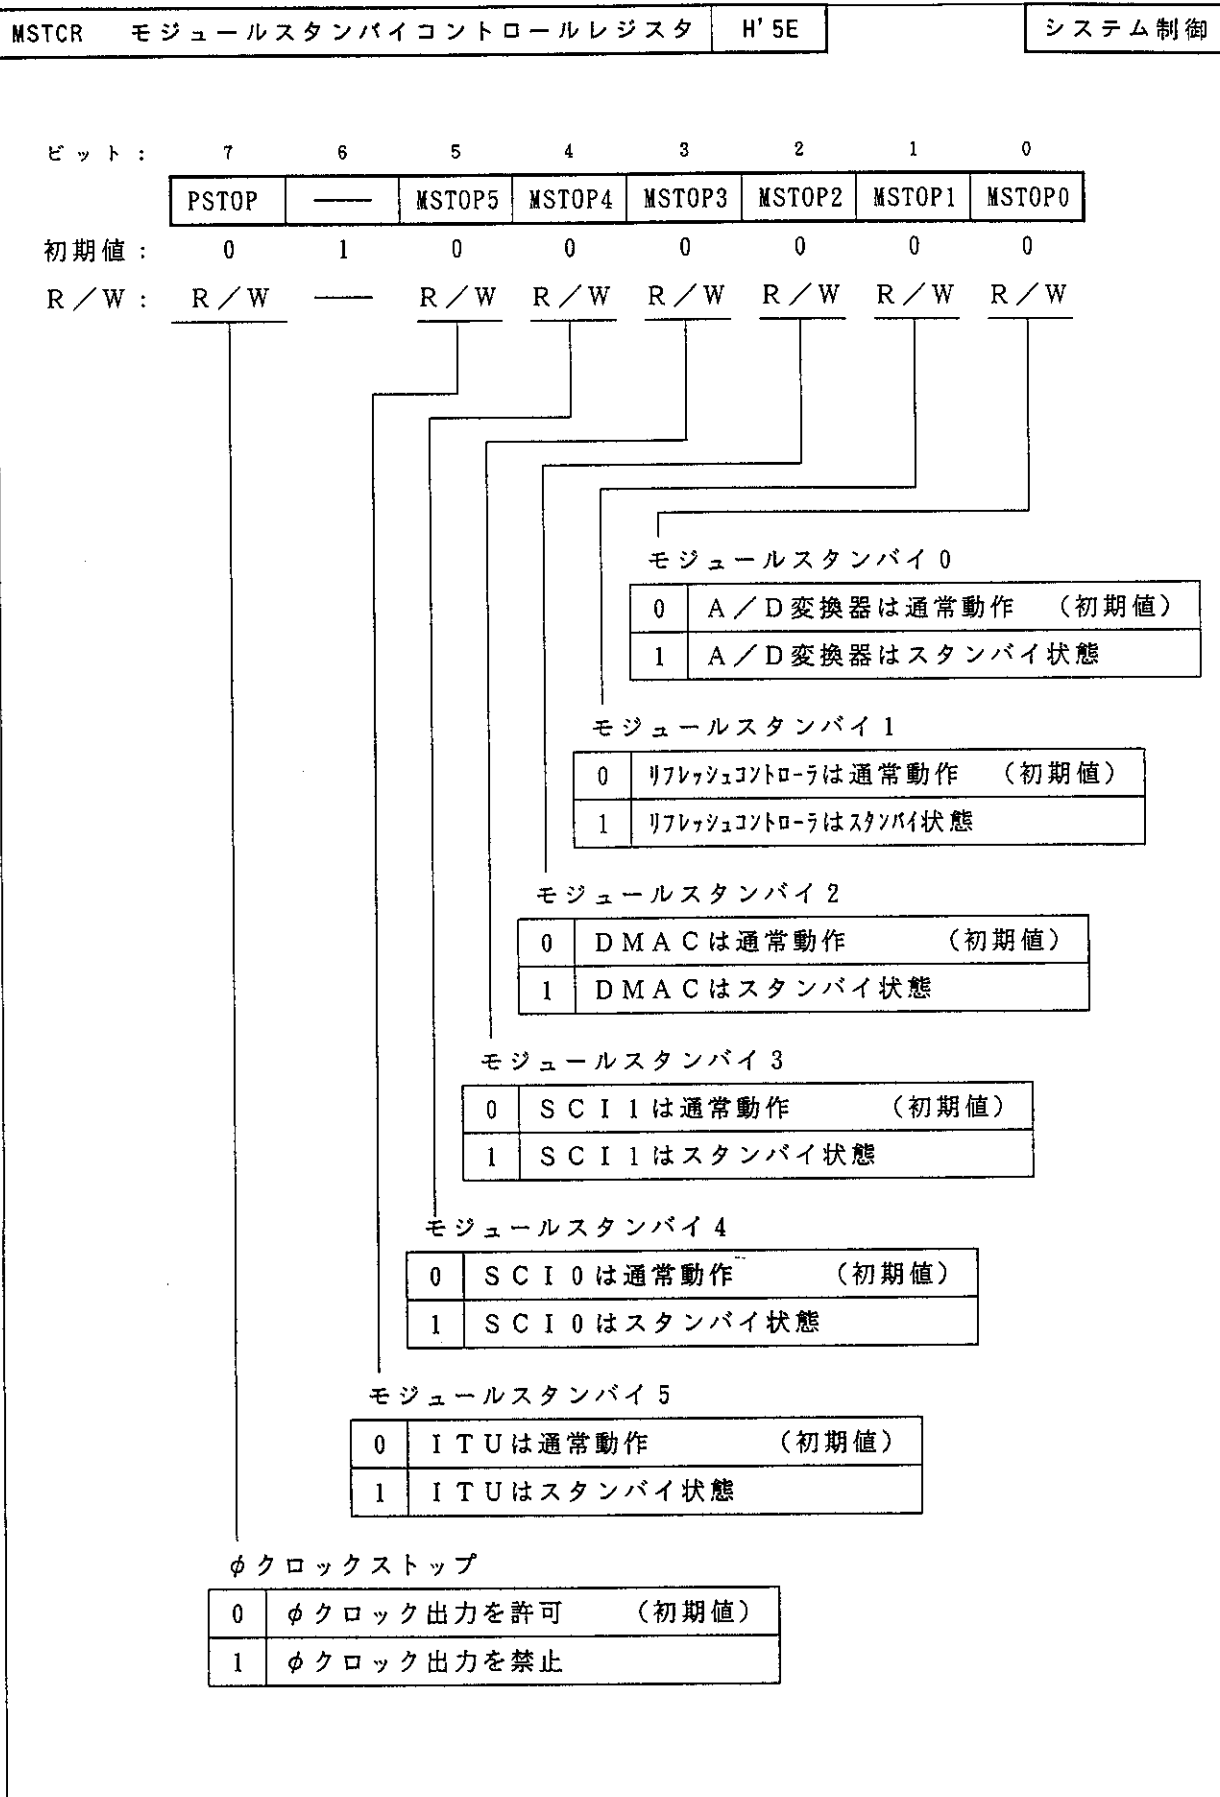 MSTCR モジュールスタンバイコントロールレジスタ H'5E システム制御
ビット: 7 6 5 4 3 2 1 0
PSTOP ─── MSTOP5 MSTOP4 MSTOP3 MSTOP2 MSTOP1 MSTOP0
初期値: 0 1 0 0 0 0 0 0
R/W: R/W ─── R/W R/W R/W R/W R/W R/W
モジュールスタンバイ0
0 A/D変換器は通常動作 (初期値)
1 A/D変換器はスタンバイ状態
モジュールスタンバイ1
0 リフレッシュコントローラは通常動作 (初期値)
1 リフレッシュコントローラはスタンバイ状態
モジュールスタンバイ2
0 DMACは通常動作 (初期値)
1 DMACはスタンバイ状態
モジュールスタンバイ3
0 SCI1は通常動作 (初期値)
1 SCI1はスタンバイ状態
モジュールスタンバイ4
0 SCI0は通常動作 (初期値)
1 SCI0はスタンバイ状態
モジュールスタンバイ5
0 ITUは通常動作 (初期値)
1 ITUはスタンバイ状態
φクロックストップ
0 φクロック出力を許可 (初期値)
1 φクロック出力を禁止